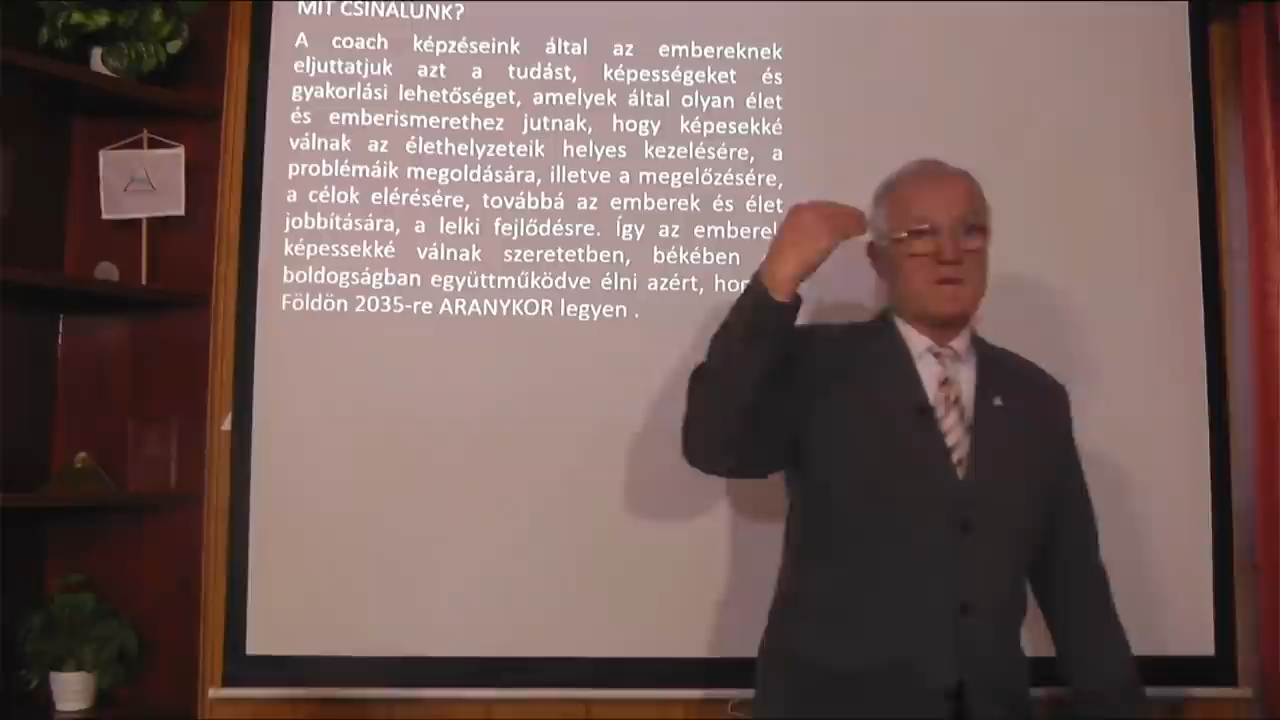 MIT CSINÁLUNK?
A coach képzéseink által az embereknek
eljuttatjuk azt a tudást, képességeket és
gyakorlási lehetőséget, amelyek által olyan élet
és emberismerethez jutnak, hogy képesekké
válnak az élethelyzeteik helyes kezelésére, a
problémáik megoldására, illetve a megelőzésére,
a célok elérésére, továbbá az emberek és élet
jobbítására, a lelki fejlődésre. Így az embere
képessekké válnak szeretetben, békében
boldogságban együttműködve élni azért, ho
Földön 2035-re ARANYKOR legyen .